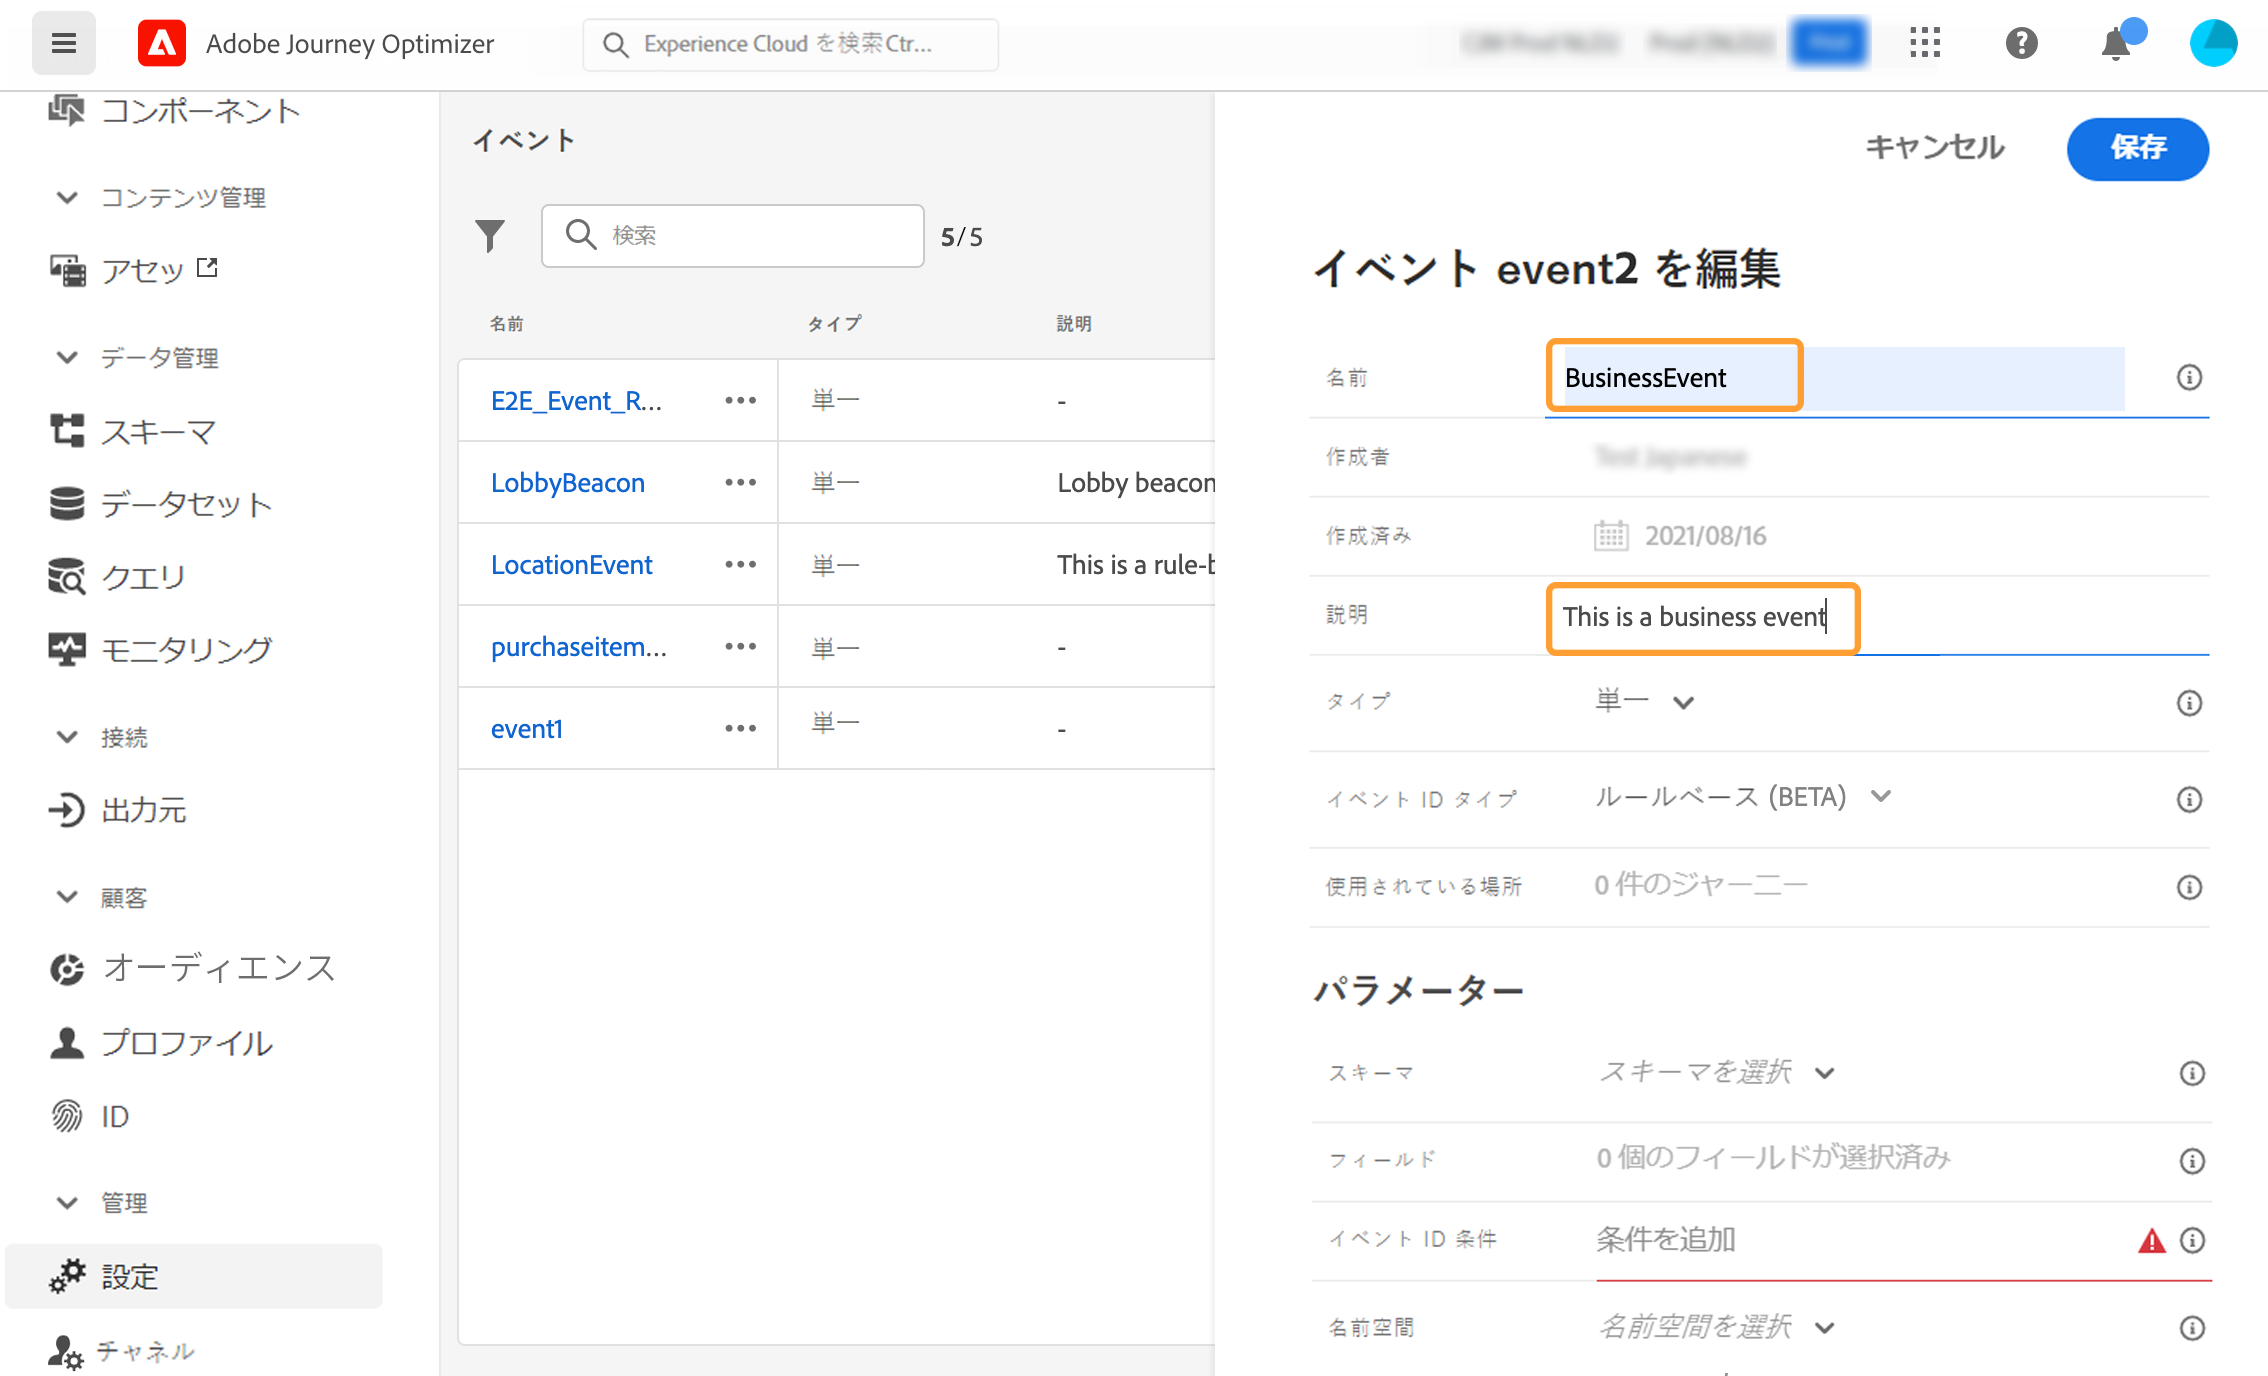 Adobe Journey Optimizer
Experience Cloud を検索Ctr...
コンポーネント
コンテンツ管理
アセッ
データ管理
スキーマ
データセット
クエリ
モニタリング
接続
出力元
顧客
オーディエンス
プロファイル
ID
管理
設定
チャネル
イベント
検索
5/5
名前 タイプ 説明
E2E_Event_R... 単一 -
LobbyBeacon 単一 Lobby beacon
LocationEvent 単一 This is a rule-b
purchaseitem... 単一 -
event1 単一 -
キャンセル
保存
イベント event2 を編集
名前 BusinessEvent
作成者
作成済み 2021/08/16
説明 This is a business event
タイプ 単一
イベント ID タイプ ルールベース (BETA)
使用されている場所 0 件のジャーニー
パラメーター
スキーマ スキーマを選択
フィールド 0 個のフィールドが選択済み
イベント ID 条件 条件を追加
名前空間 名前空間を選択